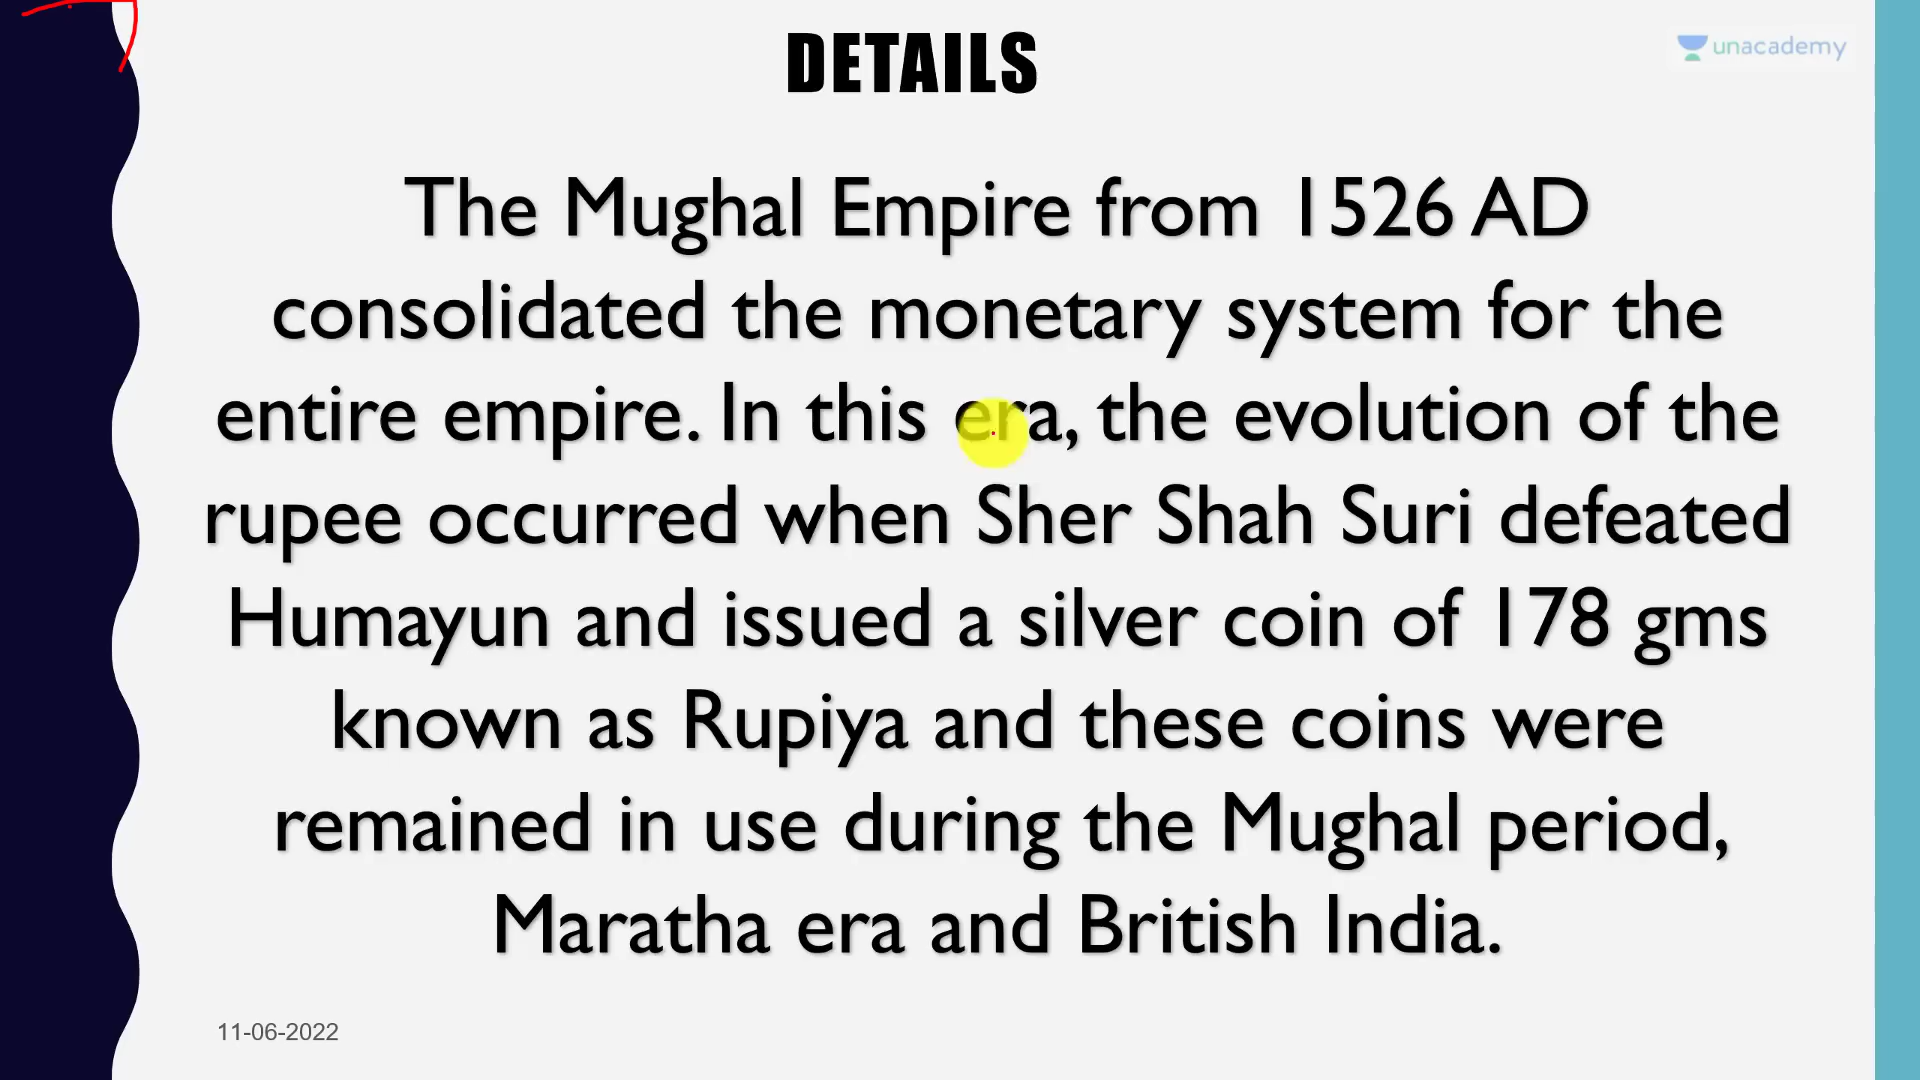 DETAILS
unacademy
The Mughal Empire from 1526 AD
consolidated the monetary system for the
entire empire. In this era, the evolution of the
rupee occurred when Sher Shah Suri defeated
Humayun and issued a silver coin of 178 gms
known as Rupiya and these coins were
remained in use during the Mughal period,
Maratha era and British India.
11-06-2022